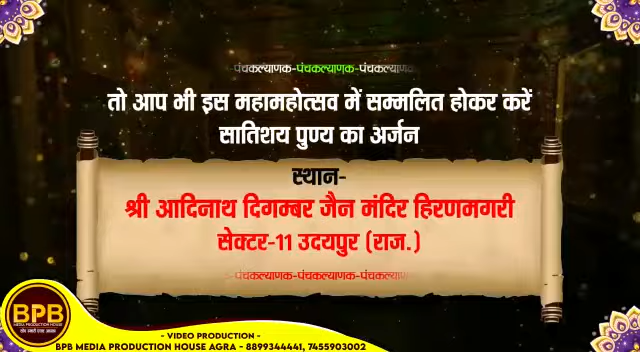 -पंचकल्याणक-पंचकल्याणक-पंचकल्याणक
तो आप भी इस महामहोत्सव में सम्मलित होकर करें
सातिशय पुण्य का अर्जन
स्थान-
श्री आदिनाथ दिगम्बर जैन मंदिर हिरणमगरी
सेक्टर-11 उदयपुर (राज.)
-पंचकल्याणक-पंचकल्याणक-पंचकल्याणक
BPB
MEDIA PRODUCTION HOUSE
- VIDEO PRODUCTION -
BPB MEDIA PRODUCTION HOUSE AGRA - 8899344441, 7455903002